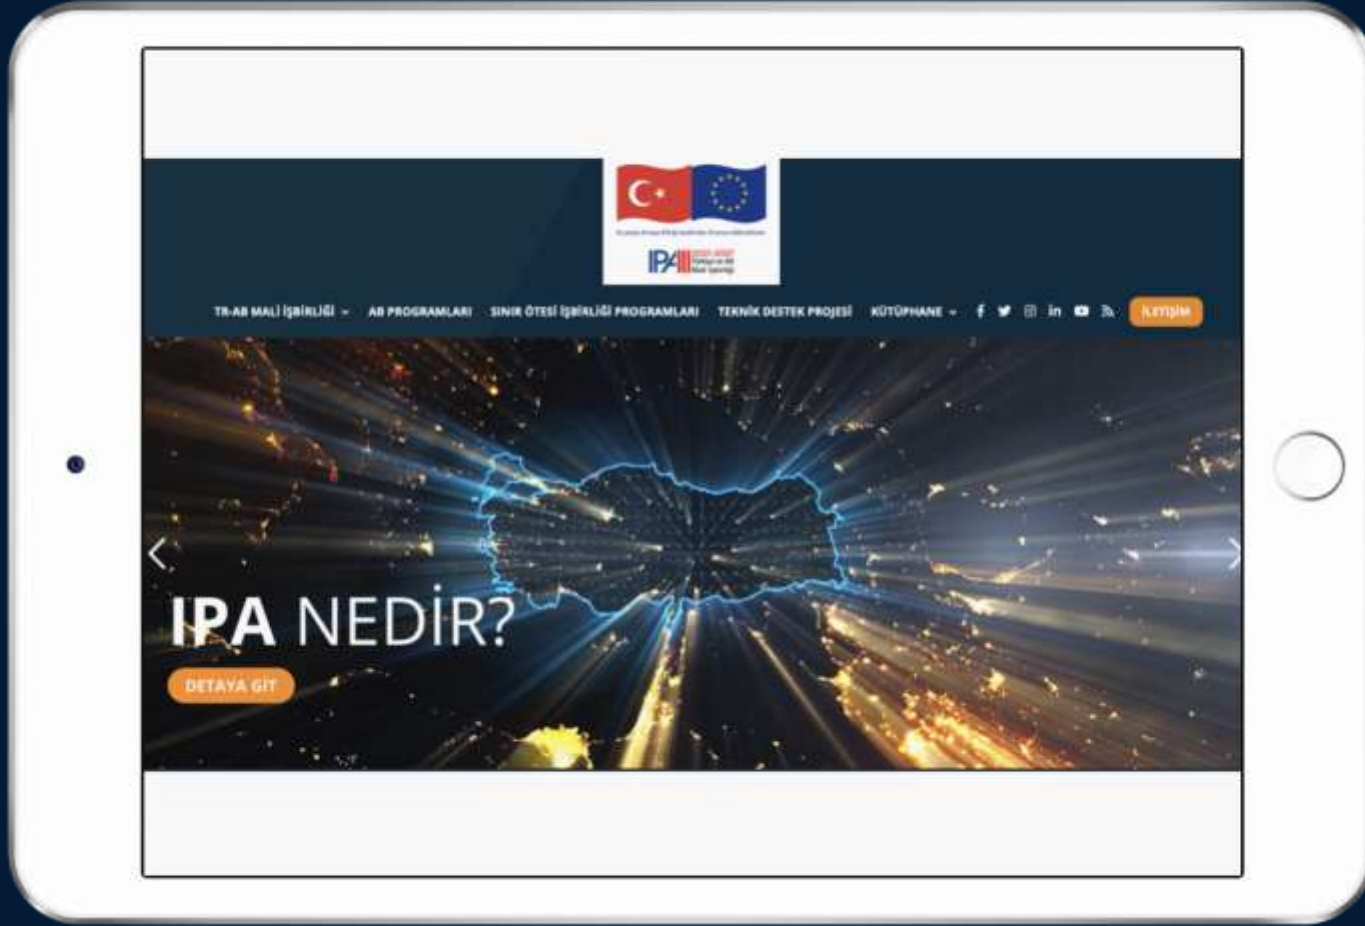 IPA
TR-AB MALİ İŞBİRLİĞİ
AB PROGRAMLARI
SINIR ÖTESİ İŞBİRLİĞİ PROGRAMLARI
TEKNİK DESTEK PROJESİ
KÜTÜPHANE
İLETİŞİM
IPA NEDİR?
DETAYA GİT